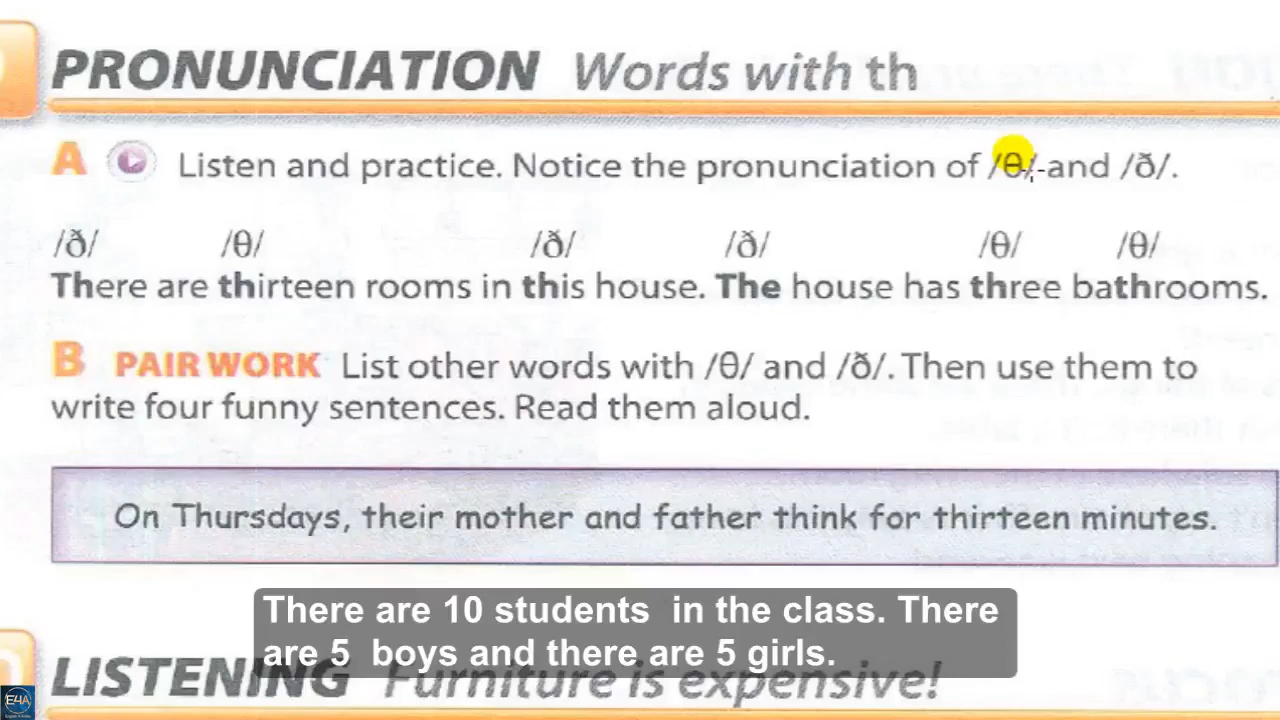 PRONUNCIATION Words with th
A Listen and practice. Notice the pronunciation of /θ/ and /ð/.
/ð/ /θ/ /ð/ /ð/ /θ/ /θ/
There are thirteen rooms in this house. The house has three bathrooms.
B PAIR WORK List other words with /θ/ and /ð/. Then use them to
write four funny sentences. Read them aloud.
On Thursdays, their mother and father think for thirteen minutes.
There are 10 students in the class. There
are 5 boys and there are 5 girls.
LISTENING Furniture is expensive!
E4A